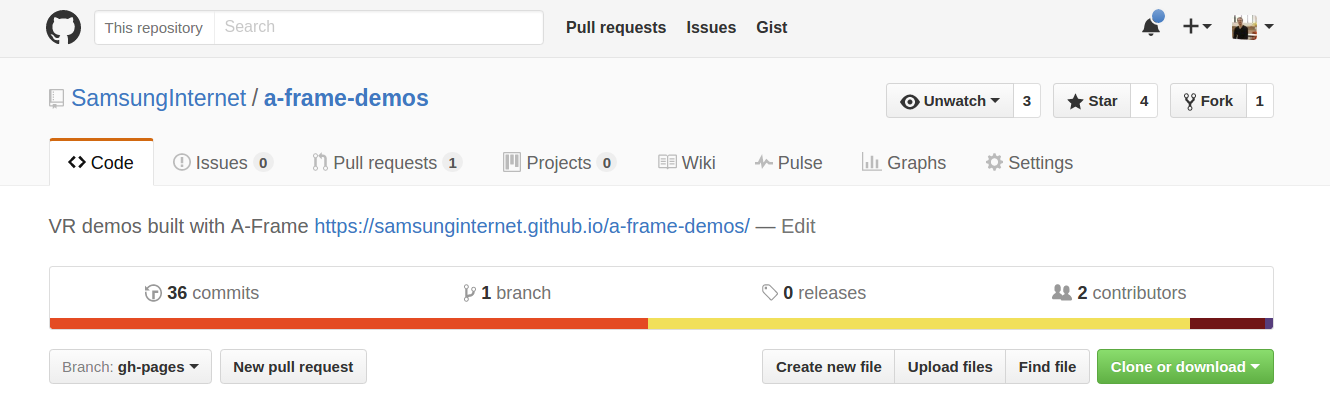 This repository Search Pull requests Issues Gist
SamsungInternet / a-frame-demos Unwatch 3 Star 4 Fork 1
Code Issues 0 Pull requests 1 Projects 0 Wiki Pulse Graphs Settings
VR demos built with A-Frame https://samsunginternet.github.io/a-frame-demos/ — Edit
36 commits 1 branch 0 releases 2 contributors
Branch: gh-pages New pull request Create new file Upload files Find file Clone or download